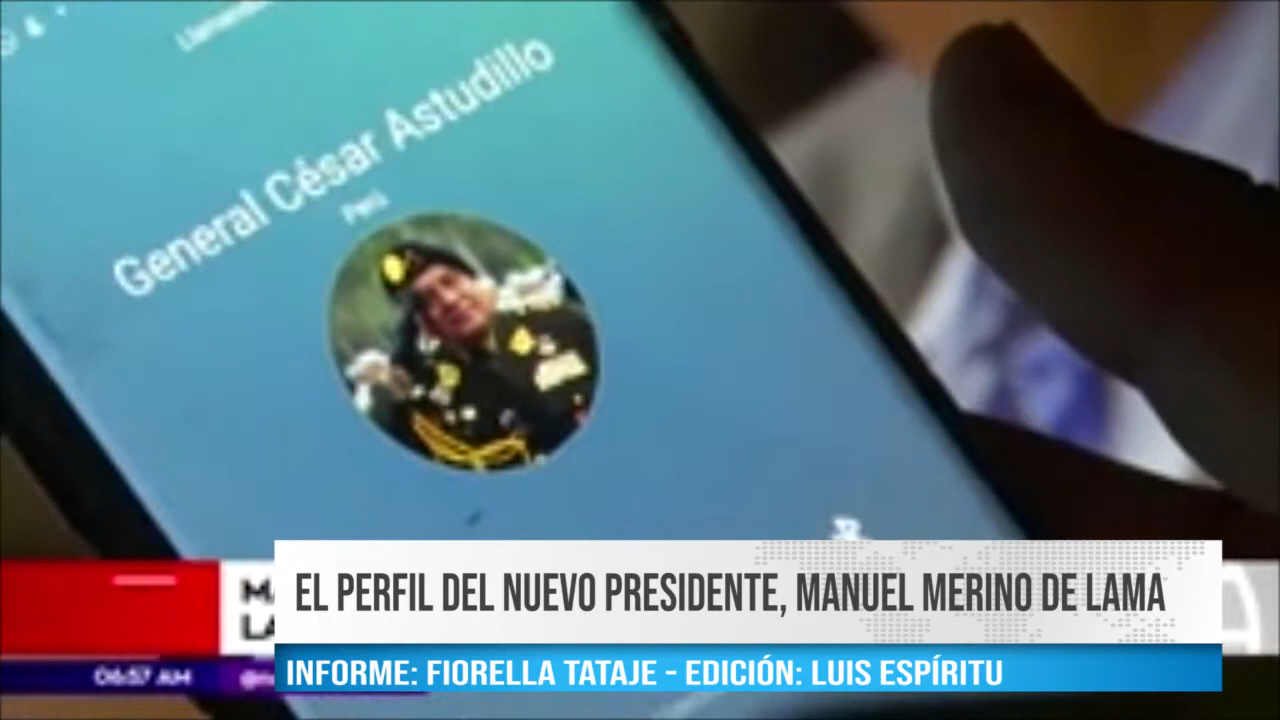 General César Astudillo
Perú
EL PERFIL DEL NUEVO PRESIDENTE, MANUEL MERINO DE LAMA
INFORME: FIORELLA TATAJE - EDICIÓN: LUIS ESPÍRITU
06:57 AM